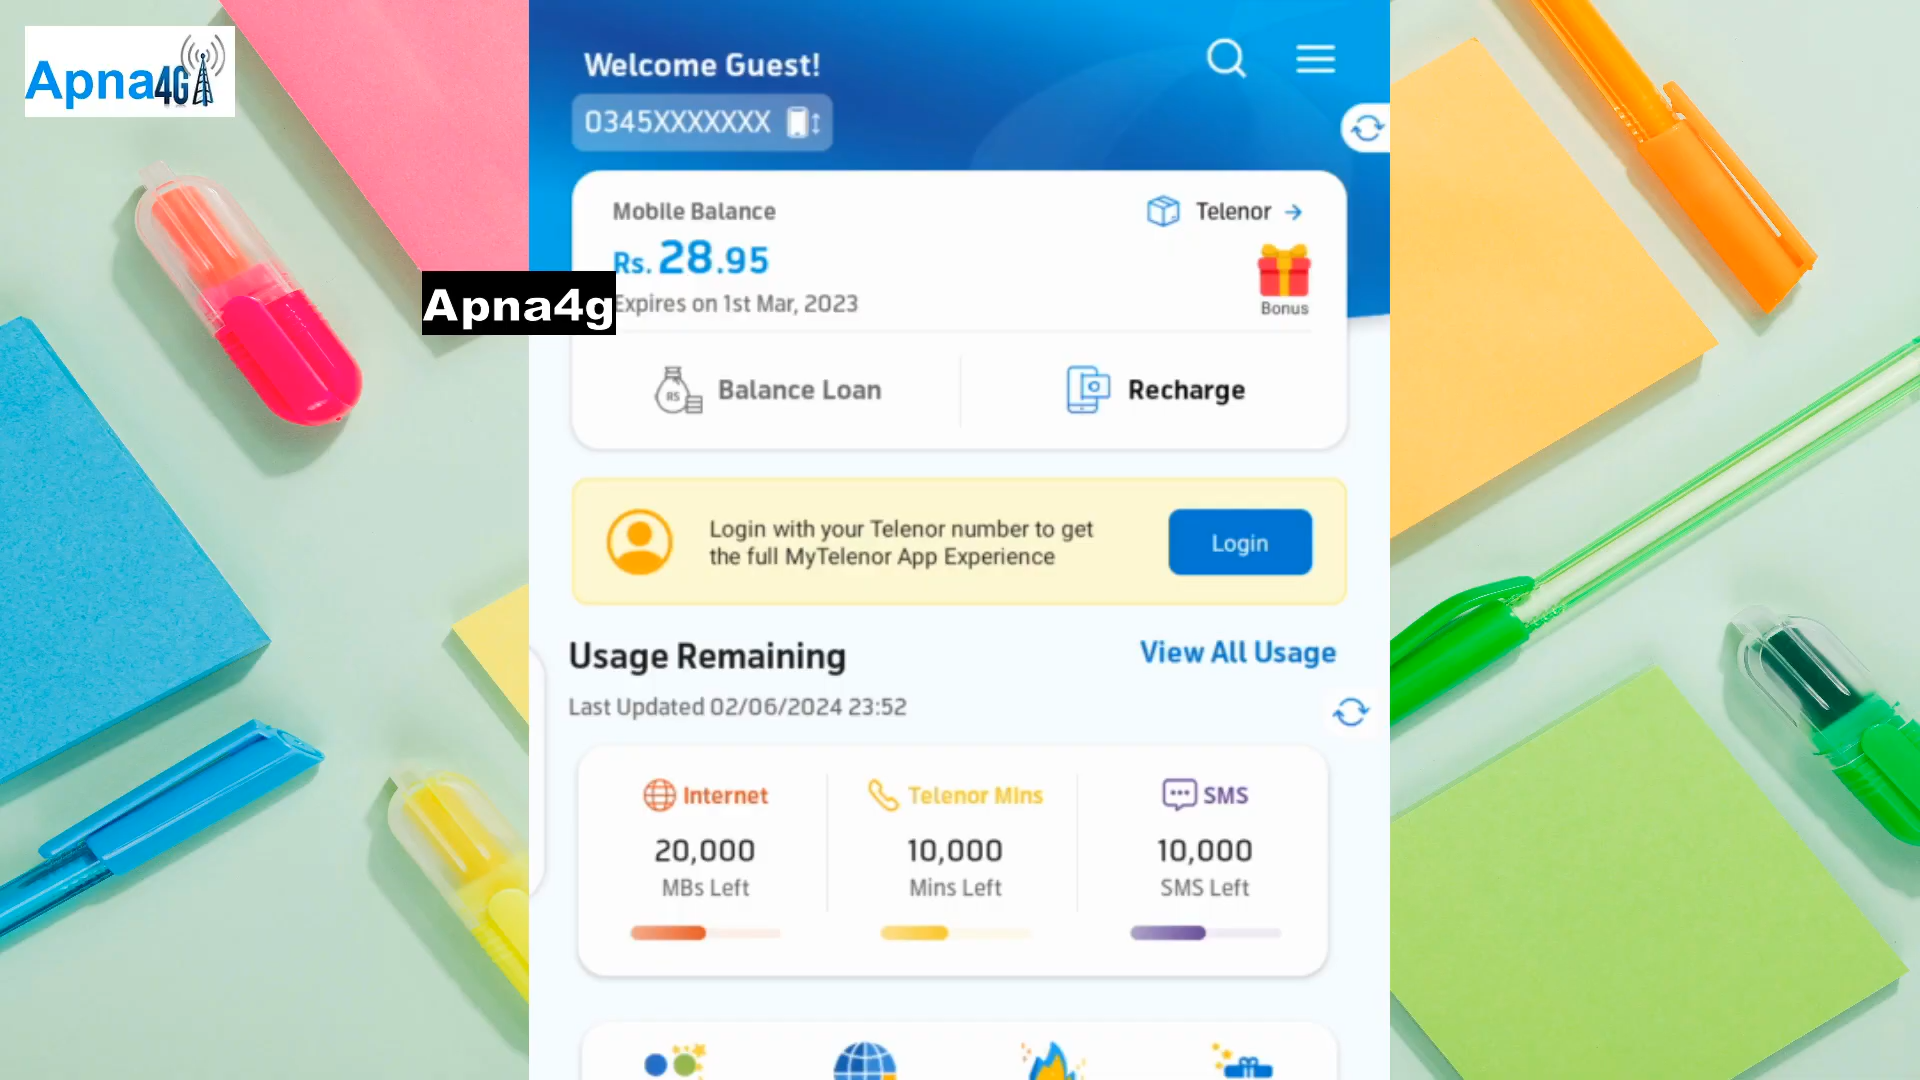 Apna4G
Welcome Guest!
0345XXXXXXX
Mobile Balance
Telenor
Rs. 28.95
Apna4g
Expires on 1st Mar, 2023
Bonus
RS
Balance Loan
Recharge
Login with your Telenor number to get
the full MyTelenor App Experience
Login
Usage Remaining
View All Usage
Last Updated 02/06/2024 23:52
Internet
Telenor Mins
SMS
20,000
10,000
10,000
MBs Left
Mins Left
SMS Left